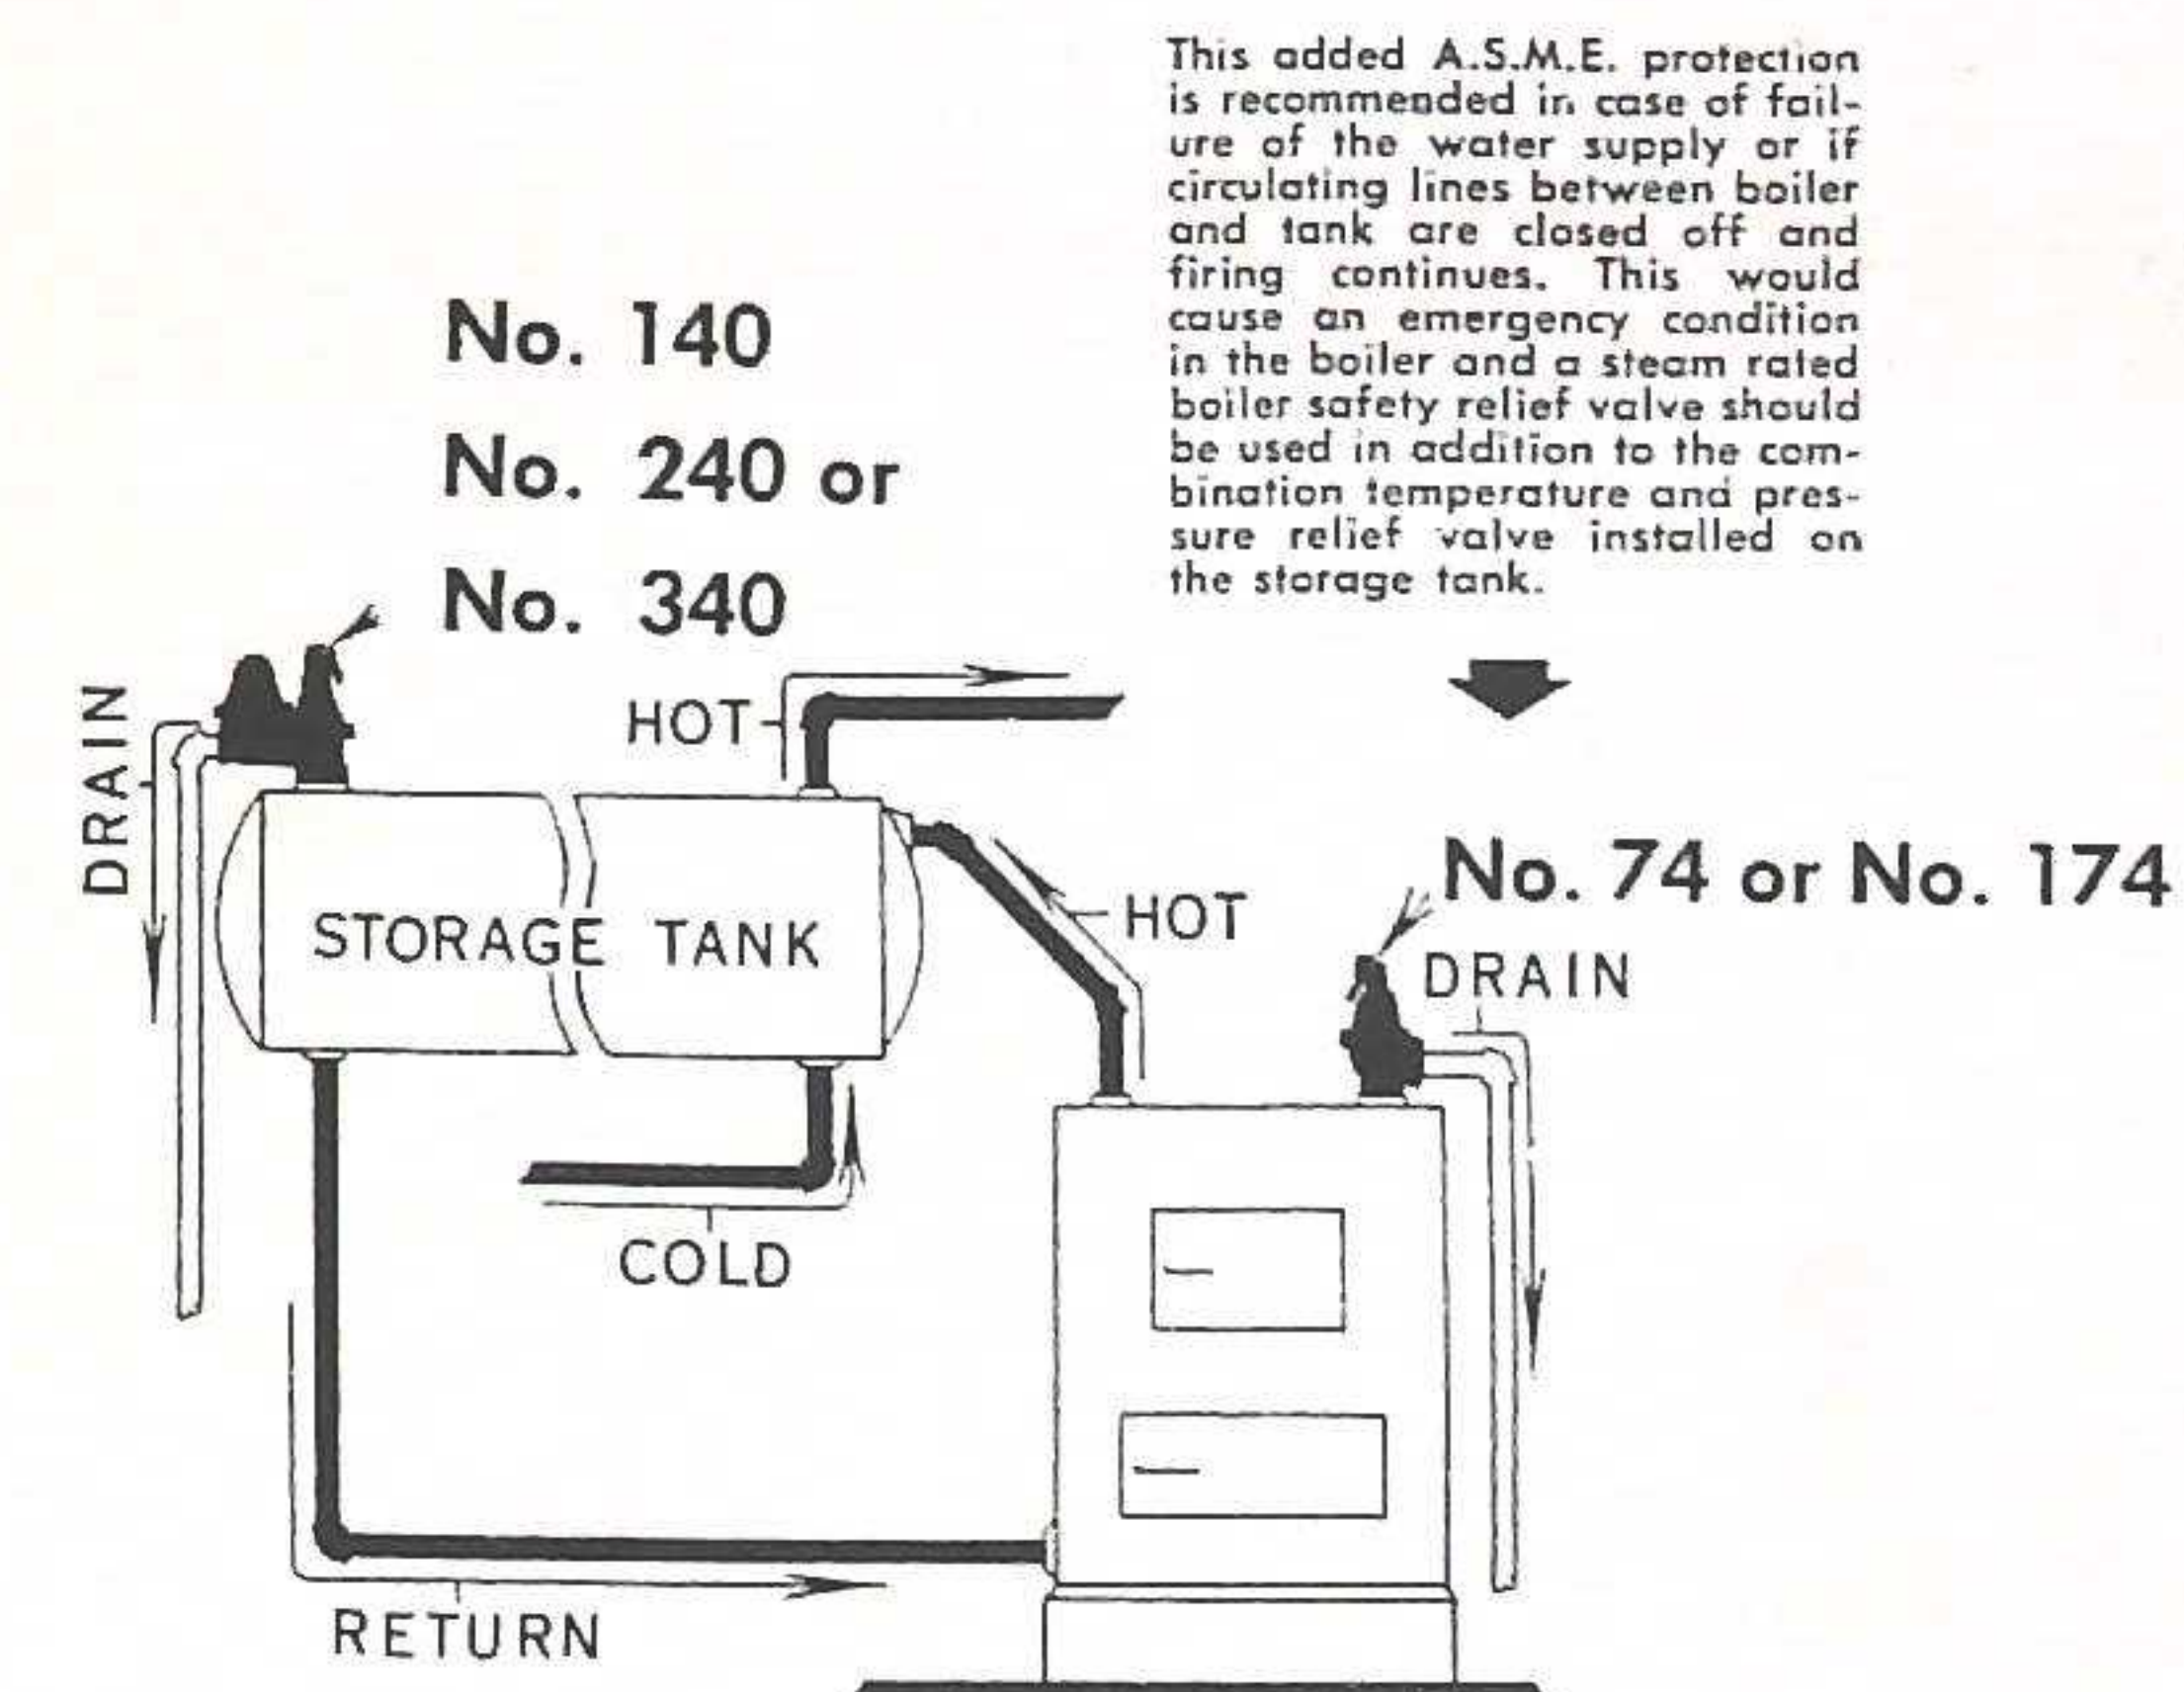 This added A.S.M.E. protection
is recommended in case of fail-
ure of the water supply or if
circulating lines between boiler
and tank are closed off and
firing continues. This would
cause an emergency condition
in the boiler and a steam rated
boiler safety relief valve should
be used in addition to the com-
bination temperature and pres-
sure relief valve installed on
the storage tank.
No. 140
No. 240 or
No. 340
DRAIN
HOT
No. 74 or No. 174
HOT
STORAGE TANK
DRAIN
COLD
RETURN